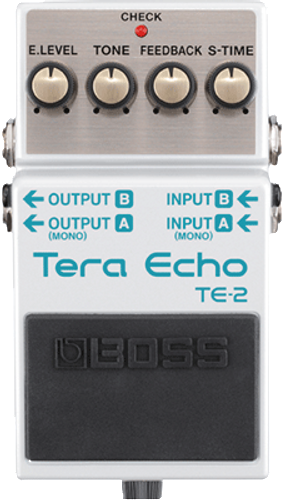 CHECK
E.LEVEL TONE FEEDBACK S-TIME
← OUTPUT B INPUT B ←
← OUTPUT A INPUT A ←
(MONO) (MONO)
Tera Echo
TE-2
BOSS